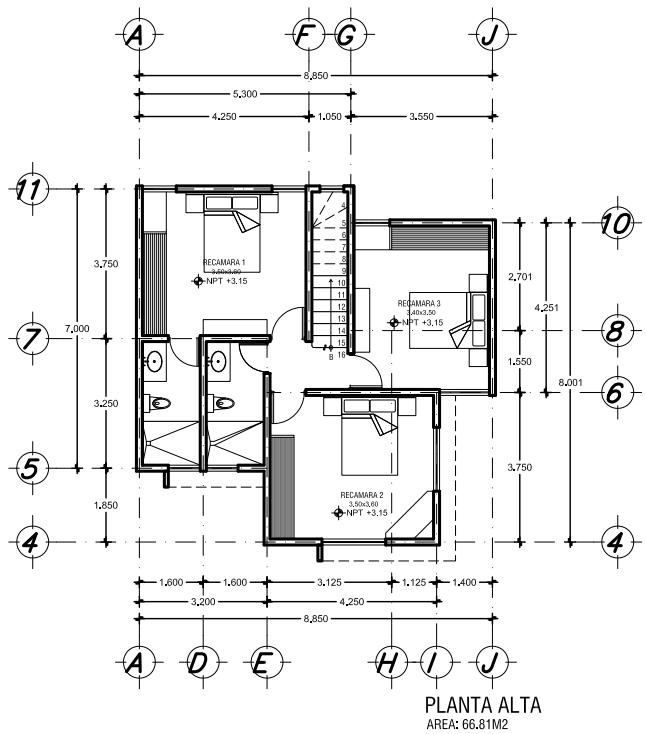 A F G J
8.850
5.300
4.250 1.050 3.550
11
10
4
5
6
7
8
9
10
11
12
13
14
15
16
B
RECAMARA 1
3.50x3.60
NPT +3.15
RECAMARA 3
3.40x3.50
NPT +3.15
3.750
7.000
2.701
4.251
7
8
1.550
8.001
6
3.250
3.750
5
RECAMARA 2
3.50x3.60
NPT +3.15
1.850
4
4
1.600 1.600 3.125 1.125 1.400
3.200 4.250
8.850
A D E H I J
PLANTA ALTA
AREA: 66.81M2